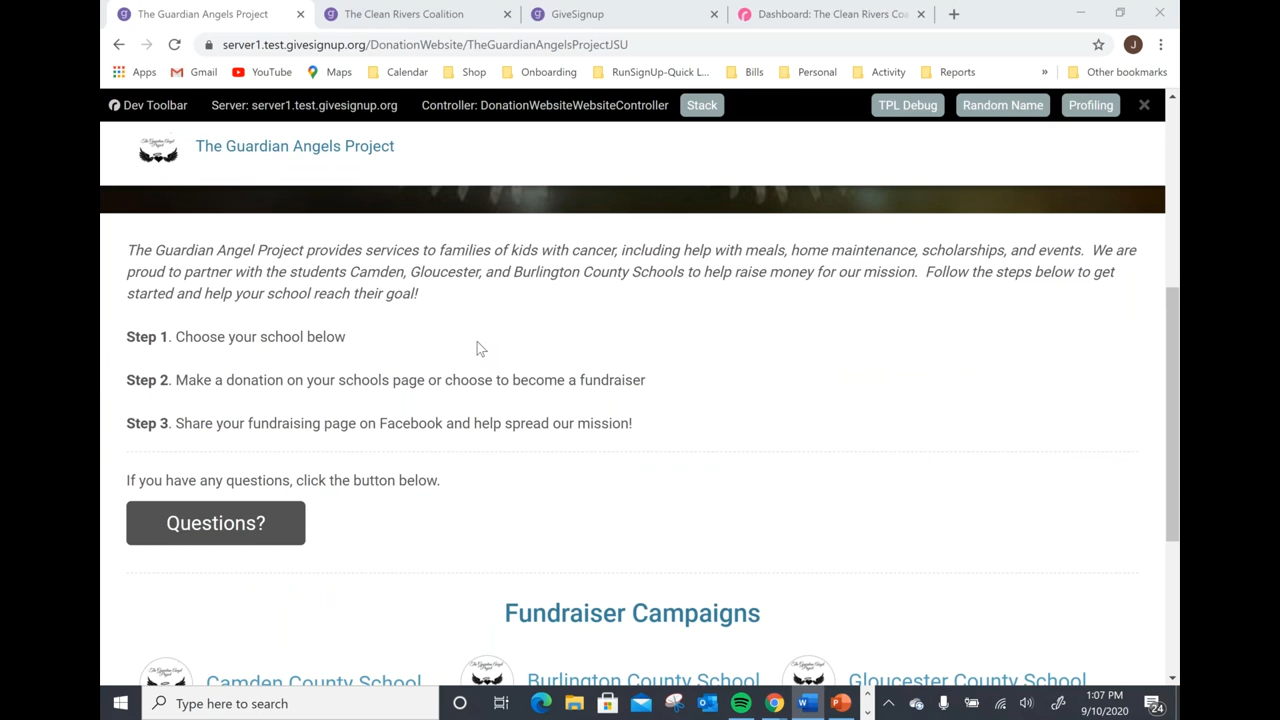 The Guardian Angels Project
The Clean Rivers Coalition
GiveSignup
Dashboard: The Clean Rivers Coa
server1.test.givesignup.org/DonationWebsite/TheGuardianAngelsProjectJSU
J
Apps
Gmail
YouTube
Maps
Calendar
Shop
Onboarding
RunSignUp-Quick L...
Bills
Personal
Activity
Reports
»
Other bookmarks
Dev Toolbar
Server: server1.test.givesignup.org
Controller: DonationWebsiteWebsiteController
Stack
TPL Debug
Random Name
Profiling
The Guardian Angels Project
The Guardian Angel Project provides services to families of kids with cancer, including help with meals, home maintenance, scholarships, and events. We are
proud to partner with the students Camden, Gloucester, and Burlington County Schools to help raise money for our mission. Follow the steps below to get
started and help your school reach their goal!
Step 1. Choose your school below
Step 2. Make a donation on your schools page or choose to become a fundraiser
Step 3. Share your fundraising page on Facebook and help spread our mission!
If you have any questions, click the button below.
Questions?
Fundraiser Campaigns
Camden County School
Burlington County School
Gloucester County School
Type here to search
1:07 PM
9/10/2020
24